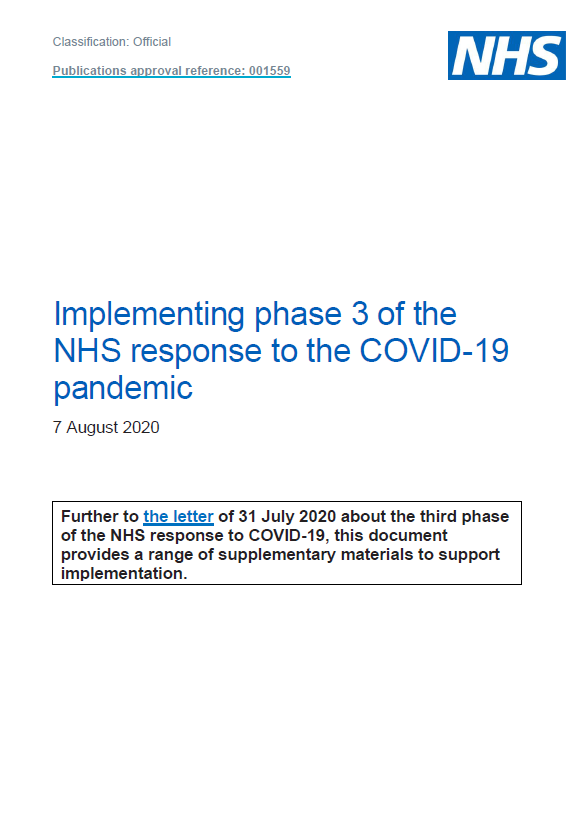 Classification: Official
Publications approval reference: 001559
NHS
Implementing phase 3 of the
NHS response to the COVID-19
pandemic
7 August 2020
Further to the letter of 31 July 2020 about the third phase
of the NHS response to COVID-19, this document
provides a range of supplementary materials to support
implementation.